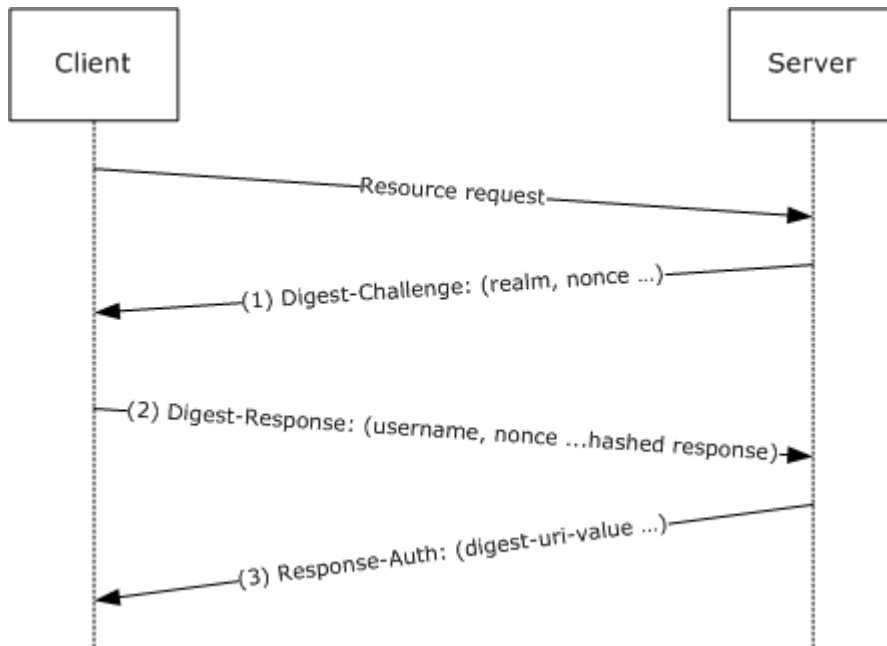 Client
Server
Resource request
(1) Digest-Challenge: (realm, nonce ...)
(2) Digest-Response: (username, nonce ...hashed response)
(3) Response-Auth: (digest-uri-value ...)